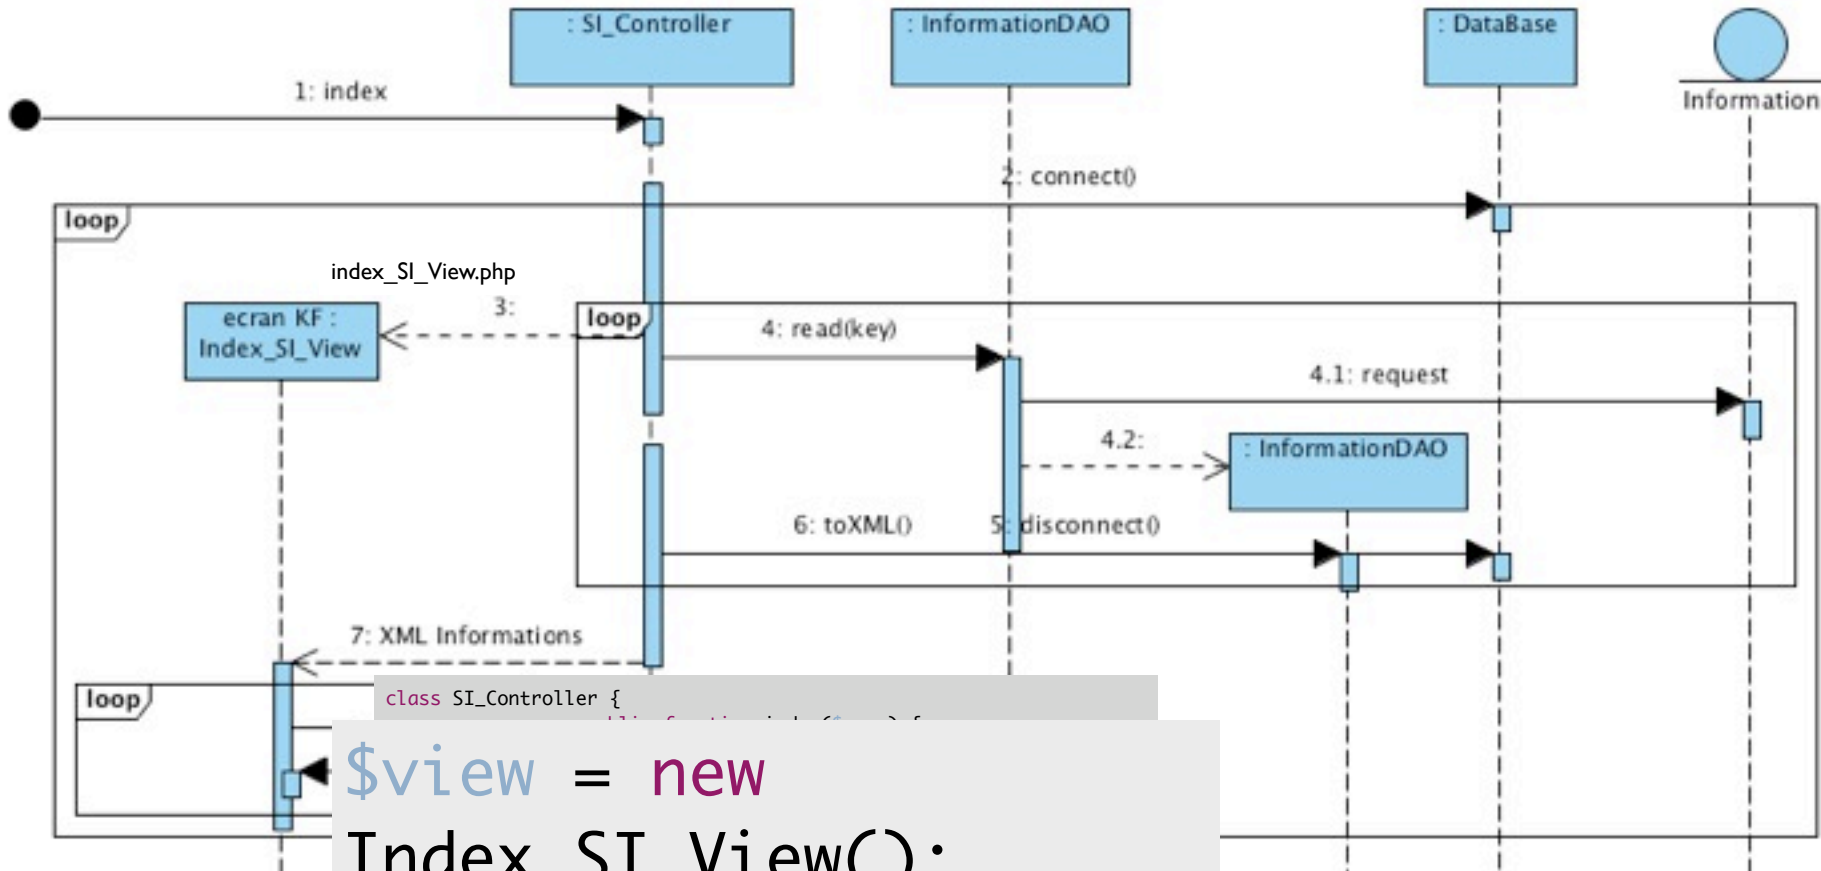 : SI_Controller
: InformationDAO
: DataBase
1: index
Information
2: connect()
loop
index_SI_View.php
3:
ecran KF :
Index_SI_View
loop
4: read(key)
4.1: request
4.2:
: InformationDAO
6: toXML()
5: disconnect()
7: XML Informations
loop
class SI_Controller {
$view = new
Index_SI_View();